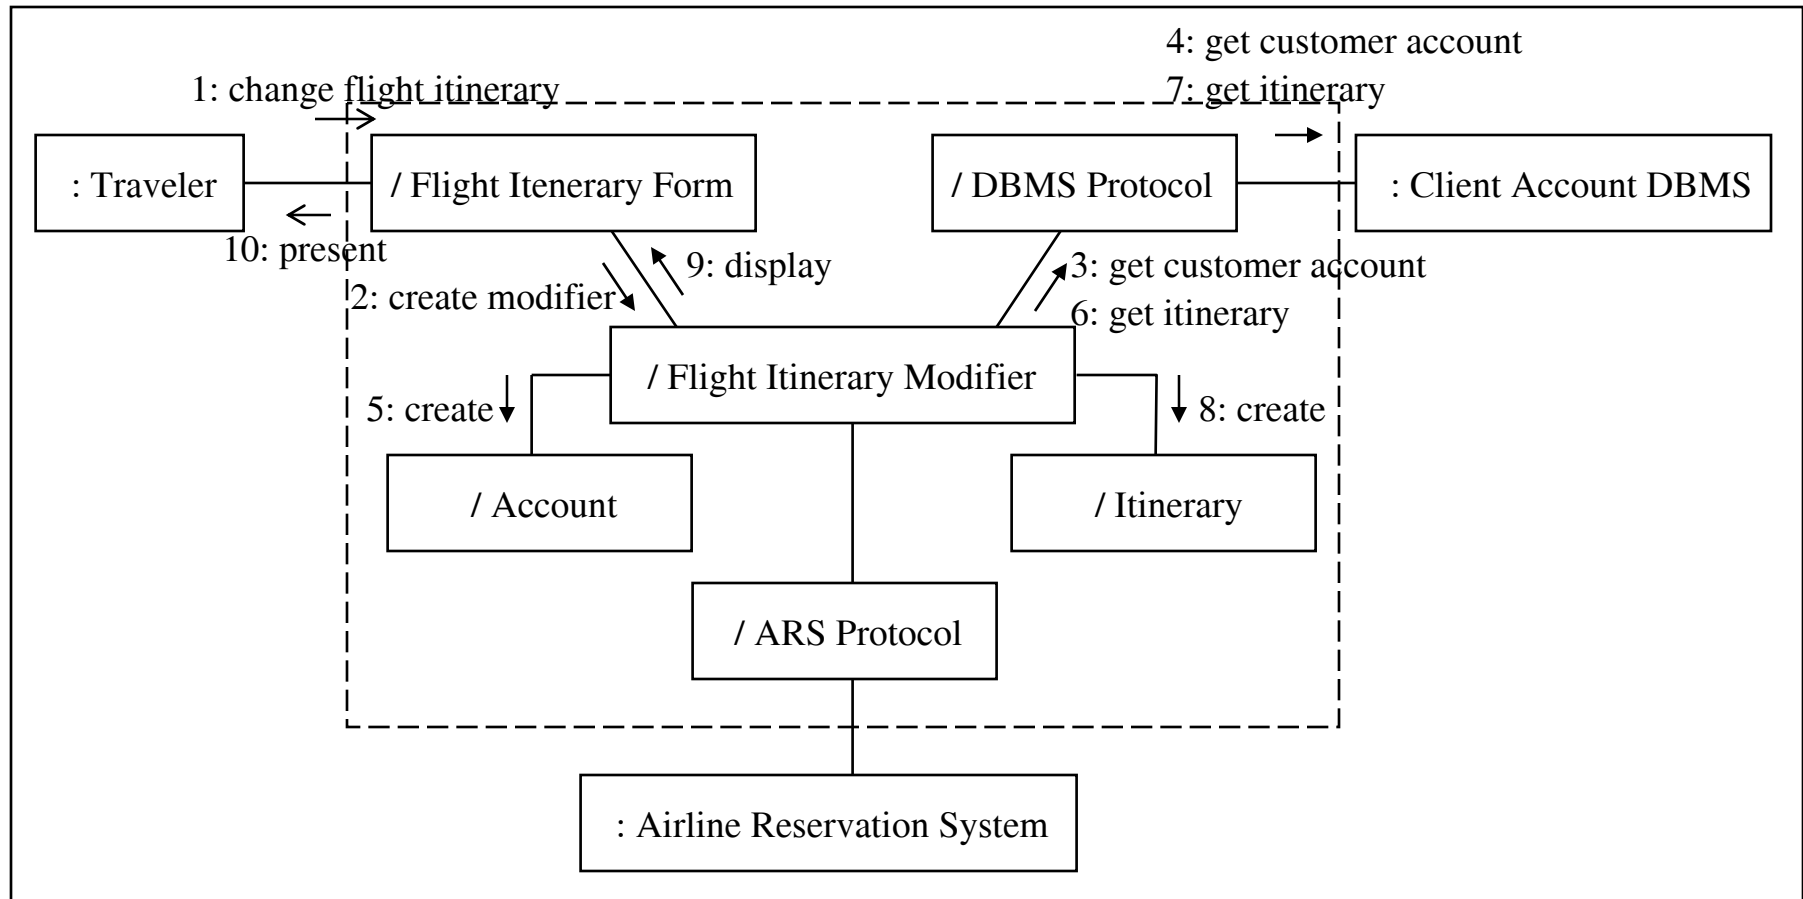 4: get customer account
1: change flight itinerary
7: get itinerary
: Traveler
/ Flight Itenerary Form
/ DBMS Protocol
: Client Account DBMS
10: present
9: display
3: get customer account
2: create modifier
6: get itinerary
/ Flight Itinerary Modifier
5: create
8: create
/ Account
/ Itinerary
/ ARS Protocol
: Airline Reservation System